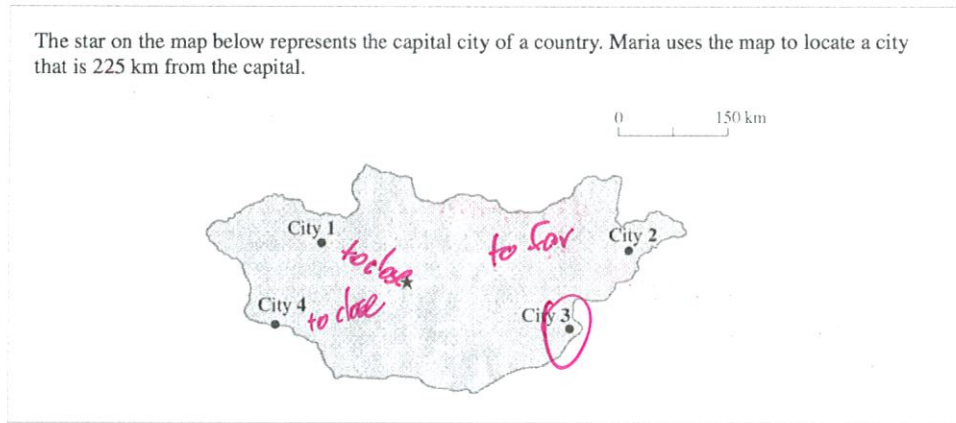 The star on the map below represents the capital city of a country. Maria uses the map to locate a city
that is 225 km from the capital.
0 150 km
City 1
to close
to far
City 2
City 4
to close
City 3